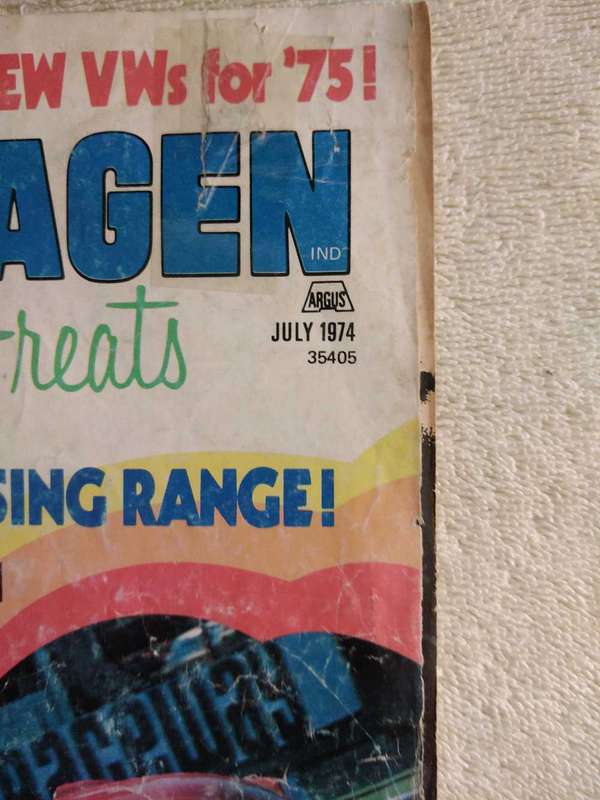 EW VWs for '75!
AGEN
IND
ARGUS
JULY 1974
reats
35405
SING RANGE!